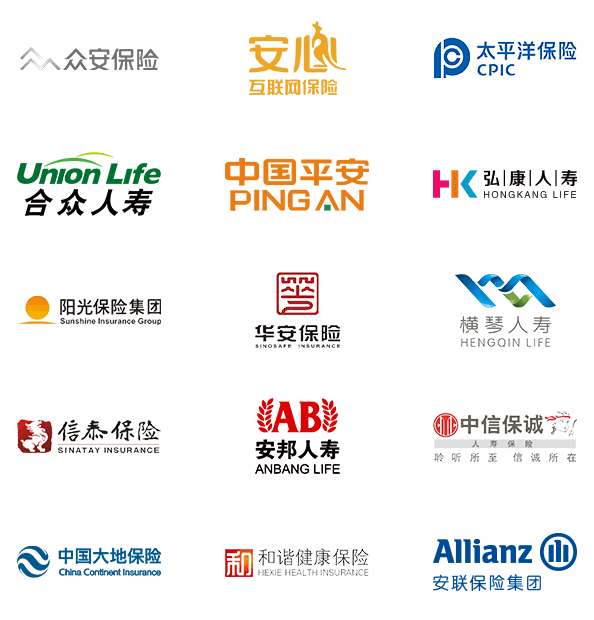 众安保险
安心
互联网保险
太平洋保险
CPIC
Union Life
合众人寿
中国平安
PING AN
HK
弘|康|人|寿
HONGKANG LIFE
阳光保险集团
Sunshine Insurance Group
华安保险
SINOSAFE INSURANCE
横琴人寿
HENGQIN LIFE
信泰保险
SINATAY INSURANCE
AB
安邦人寿
ANBANG LIFE
中信保诚
人寿保险
聆听所至 信诚所在
中国大地保险
China Continent Insurance
和
和谐健康保险
HEXIE HEALTH INSURANCE
Allianz
安联保险集团